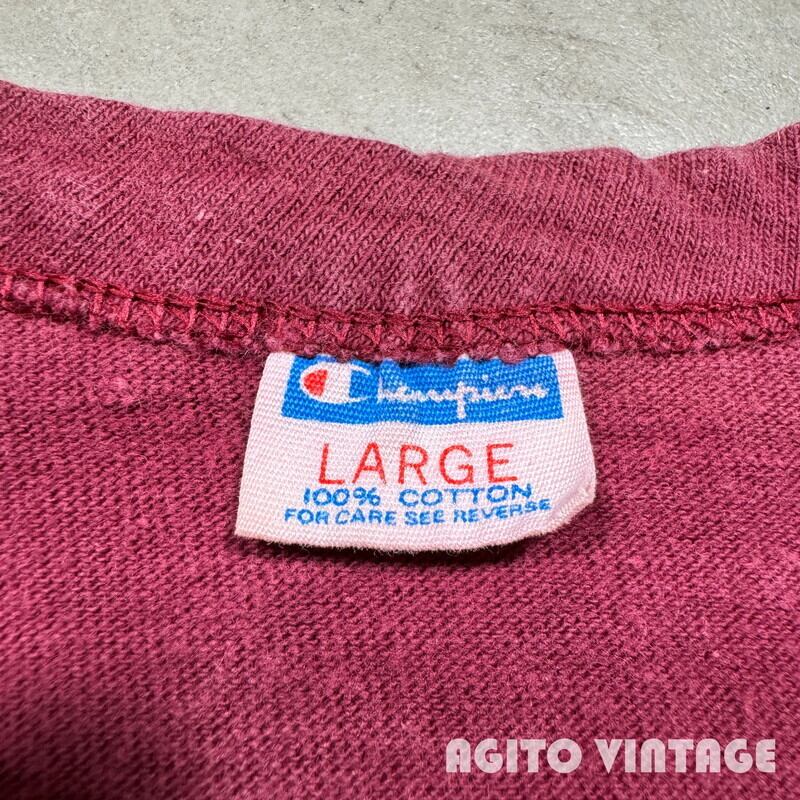 Champion
LARGE
100% COTTON
FOR CARE SEE REVERSE
AGITO VINTAGE